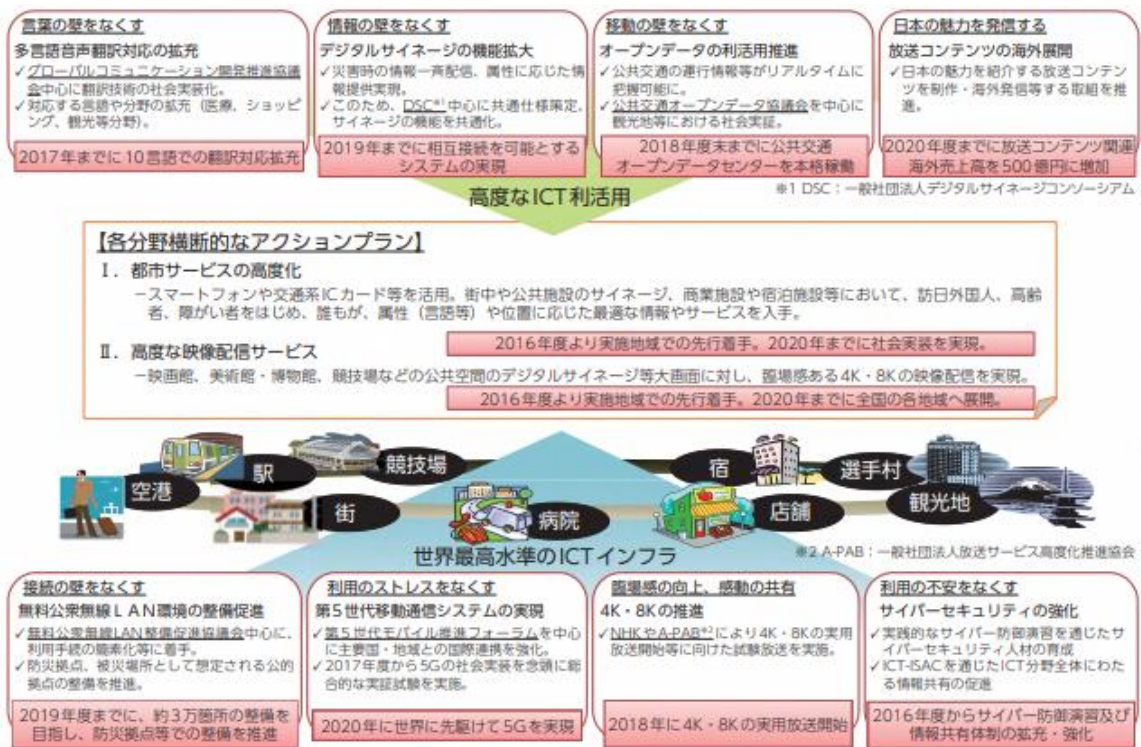 言葉の壁をなくす
多言語音声翻訳対応の拡充
✓グローバルコミュニケーション開発推進協議
会中心に翻訳技術の社会実装化。
✓対応する言語や分野の拡充（医療、ショッピ
ング、観光等分野）。
2017年までに10言語での翻訳対応拡充
情報の壁をなくす
デジタルサイネージの機能拡大
✓災害時の情報一斉配信、属性に応じた情
報提供実現。
✓このため、DSC※1中心に共通仕様策定、
サイネージの機能を共通化。
2019年までに相互接続を可能とする
システムの実現
移動の壁をなくす
オープンデータの利活用推進
✓公共交通の運行情報等がリアルタイムに
把握可能に。
✓公共交通オープンデータ協議会を中心に
観光地等における社会実証。
2018年度末までに公共交通
オープンデータセンターを本格稼働
日本の魅力を発信する
放送コンテンツの海外展開
✓日本の魅力を紹介する放送コンテン
ツを制作・海外発信等する取組を推
進。
2020年度までに放送コンテンツ関連
海外売上高を500億円に増加
※1 DSC：一般社団法人デジタルサイネージコンソーシアム
高度なICT利活用
【各分野横断的なアクションプラン】
Ⅰ．都市サービスの高度化
－スマートフォンや交通系ICカード等を活用。街中や公共施設のサイネージ、商業施設や宿泊施設等において、訪日外国人、高齢
者、障がい者をはじめ、誰もが、属性（言語等）や位置に応じた最適な情報やサービスを入手。
2016年度より実施地域での先行着手。2020年までに社会実装を実現。
Ⅱ．高度な映像配信サービス
－映画館、美術館・博物館、競技場などの公共空間のデジタルサイネージ等大画面に対し、臨場感ある4K・8Kの映像配信を実現。
2016年度より実施地域での先行着手。2020年までに全国の各地域へ展開。
空港
駅
競技場
街
病院
宿
店舗
選手村
観光地
世界最高水準のICTインフラ
※2 A-PAB：一般社団法人放送サービス高度化推進協会
接続の壁をなくす
無料公衆無線LAN環境の整備促進
✓無料公衆無線LAN整備促進協議会中心に、
利用手続の簡素化等に着手。
✓防災拠点、被災場所として想定される公的
拠点の整備を推進。
2019年度までに、約3万箇所の整備を
目指し、防災拠点等での整備を推進
利用のストレスをなくす
第5世代移動通信システムの実現
✓第5世代モバイル推進フォーラムを中心
に主要国・地域との国際連携を強化。
✓2017年度から5Gの社会実装を念頭に総
合的な実証試験を実施。
2020年に世界に先駆けて5Gを実現
臨場感の向上、感動の共有
4K・8Kの推進
✓NHKやA-PAB※2により4K・8Kの実用
放送開始等に向けた試験放送を実施。
2018年に4K・8Kの実用放送開始
利用の不安をなくす
サイバーセキュリティの強化
✓実践的なサイバー防御演習を通じたサ
イバーセキュリティ人材の育成
✓ICT-ISACを通じたICT分野全体にわた
る情報共有の促進
2016年度からサイバー防御演習及び
情報共有体制の拡充・強化